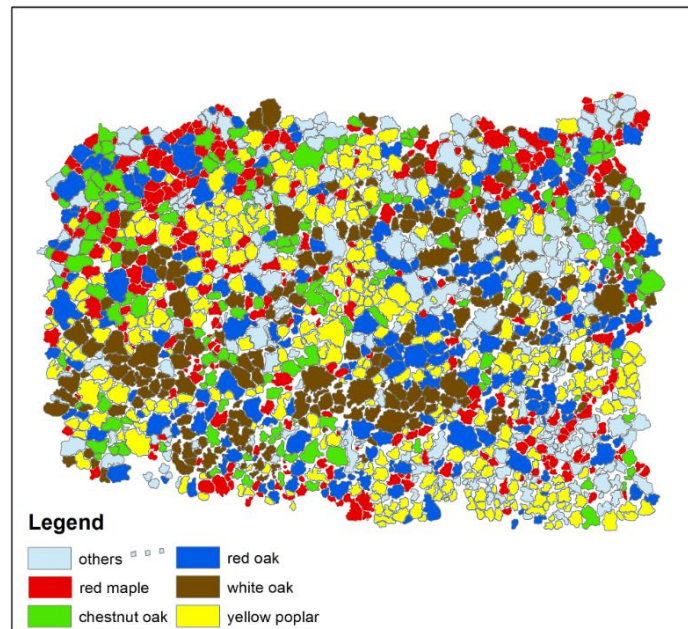 Legend
others
red oak
red maple
white oak
chestnut oak
yellow poplar